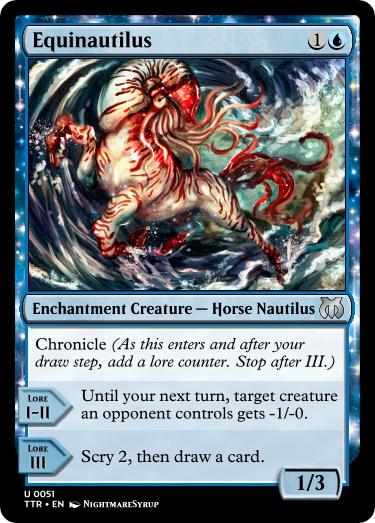 Equinautilus 1
Enchantment Creature — Horse Nautilus
Chronicle (As this enters and after your
draw step, add a lore counter. Stop after III.)
LORE
I-II
Until your next turn, target creature
an opponent controls gets -1/-0.
LORE
III
Scry 2, then draw a card.
1/3
U 0051
TTR • EN NIGHTMARESYRUP